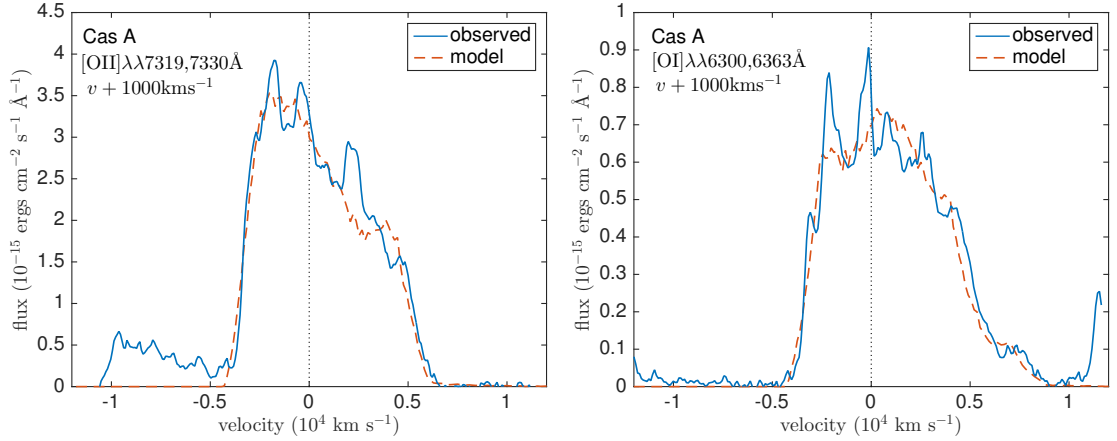 Cas A
[OII]λλ7319,7330Å
v + 1000kms⁻¹
observed
model
flux (10⁻¹⁵ ergs cm⁻² s⁻¹ Å⁻¹)
4.5
4
3.5
3
2.5
2
1.5
1
0.5
0
-1
-0.5
0
0.5
1
velocity (10⁴ km s⁻¹)
Cas A
[OI]λλ6300,6363Å
v + 1000kms⁻¹
observed
model
flux (10⁻¹⁵ ergs cm⁻² s⁻¹ Å⁻¹)
1
0.9
0.8
0.7
0.6
0.5
0.4
0.3
0.2
0.1
0
-1
-0.5
0
0.5
1
velocity (10⁴ km s⁻¹)